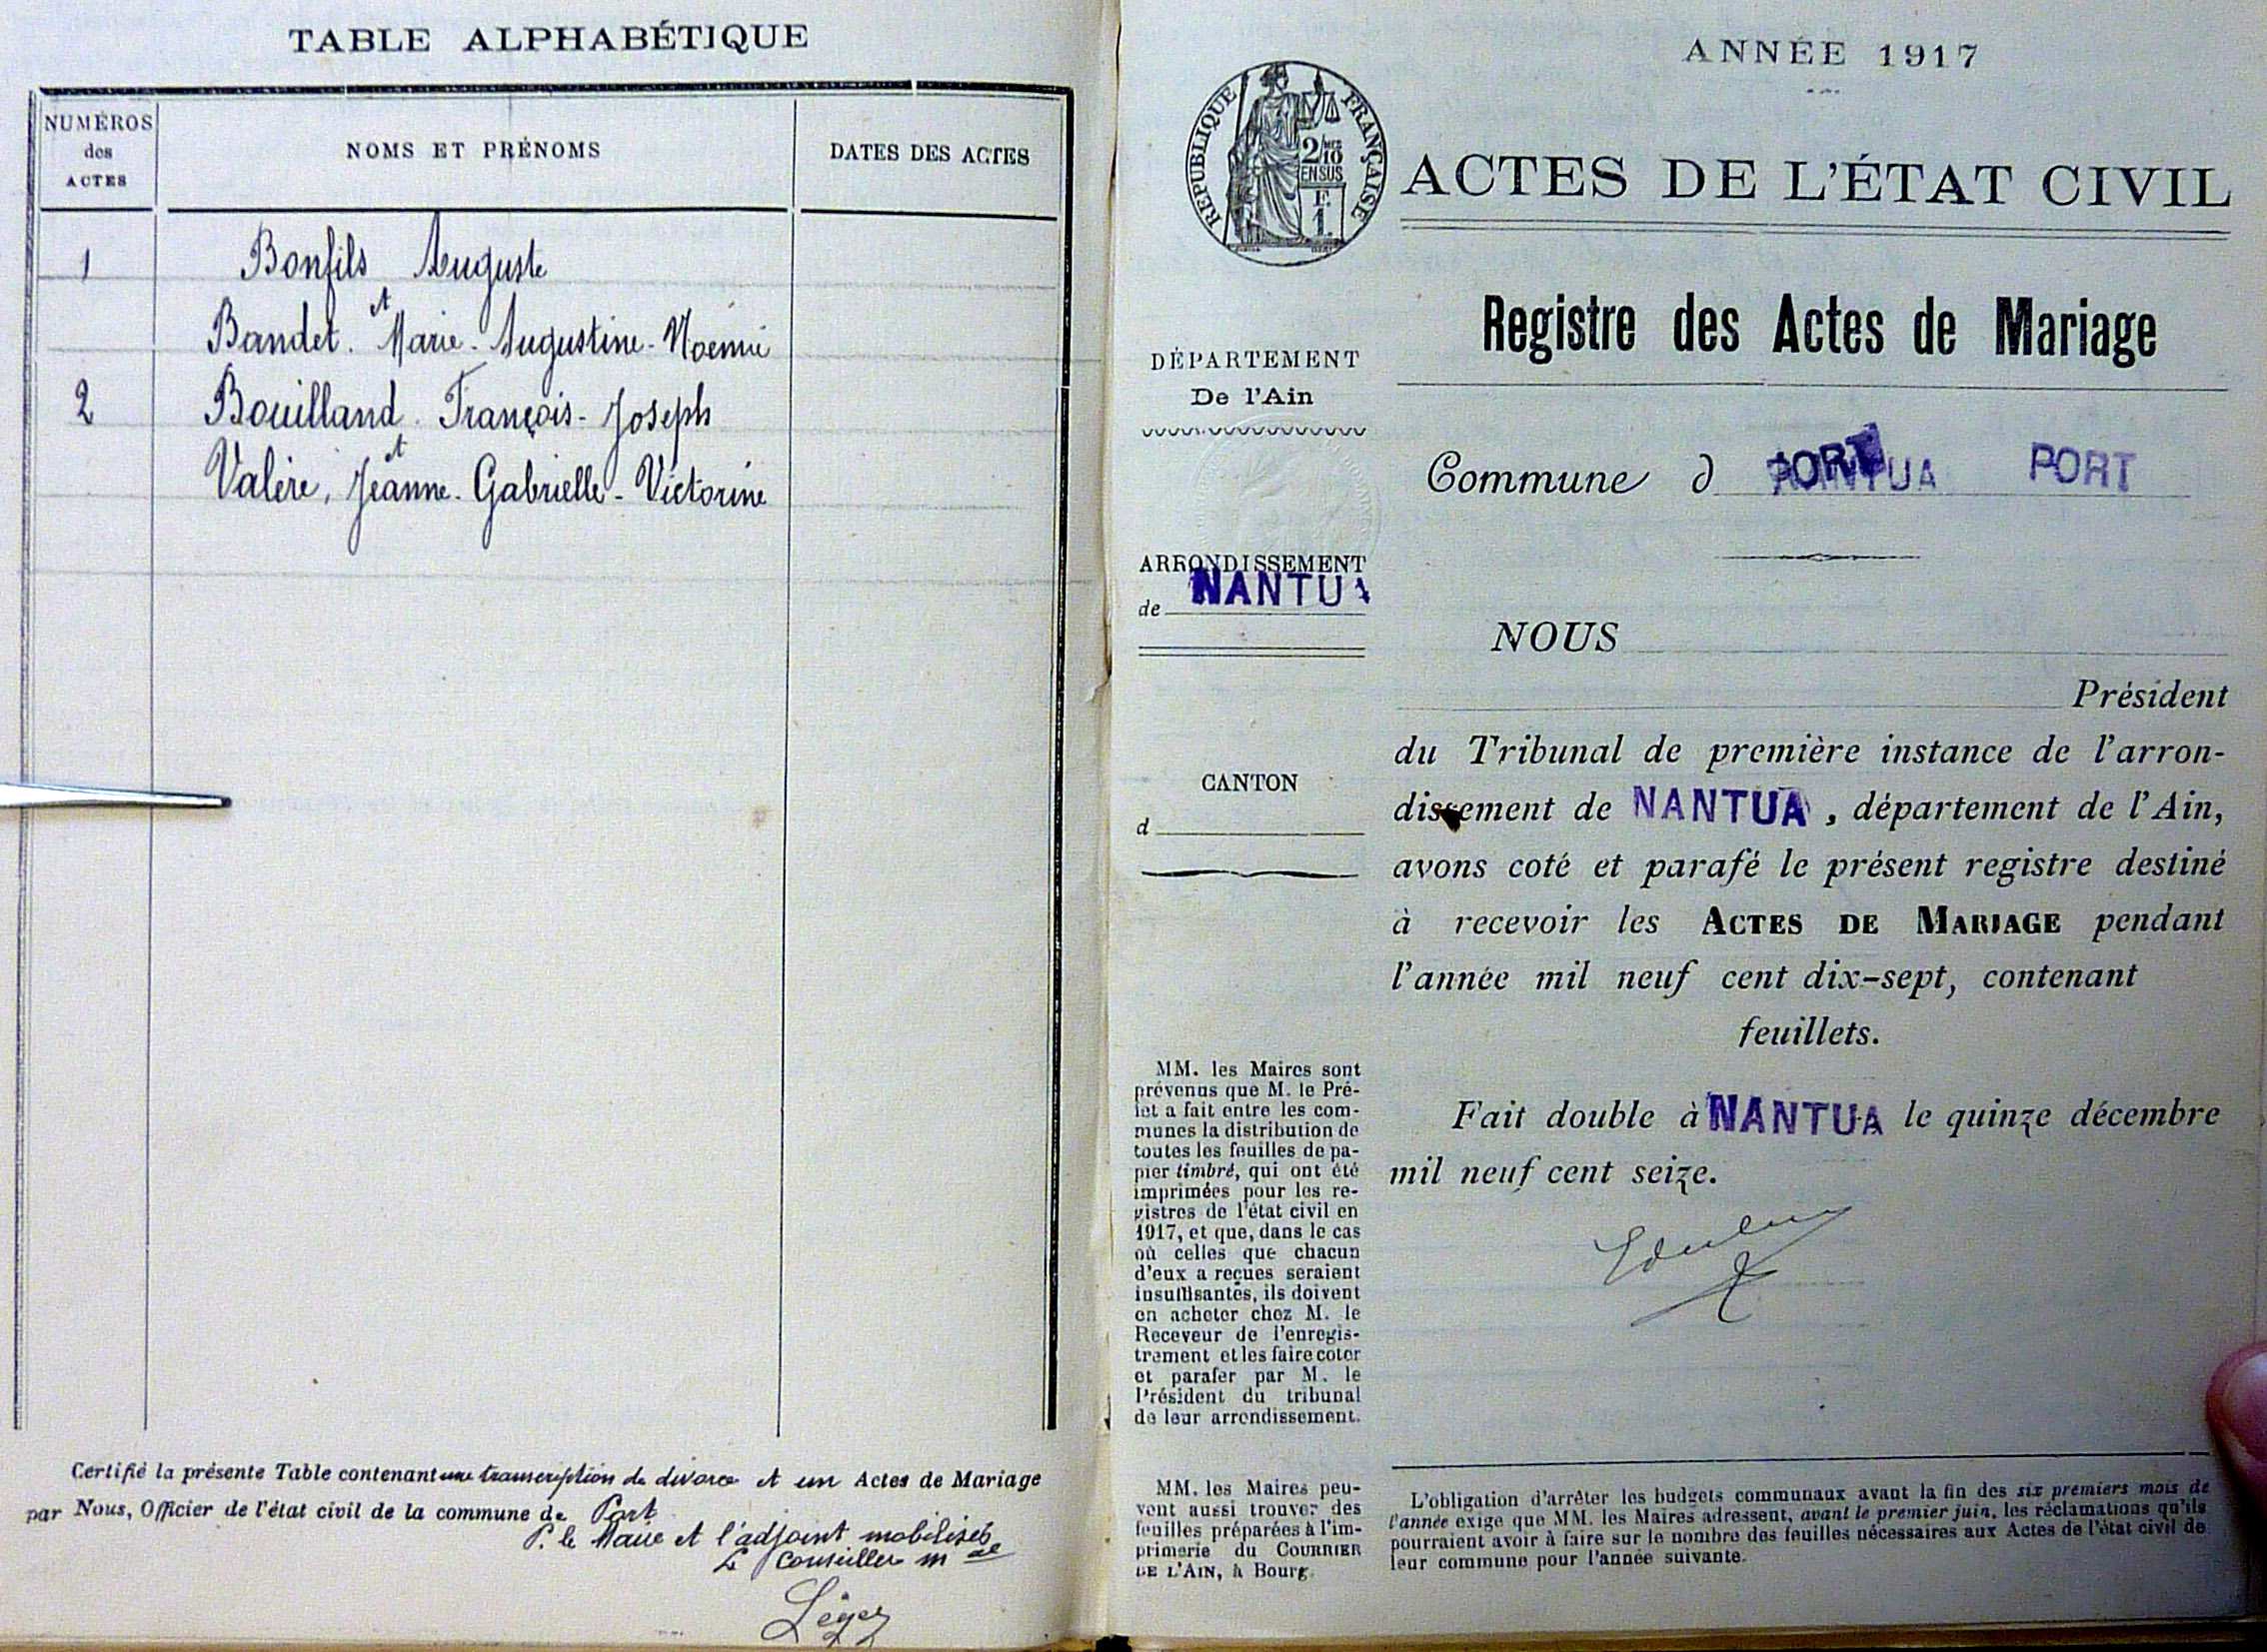 TABLE ALPHABÉTIQUE
NUMÉROS
des
ACTES
NOMS ET PRÉNOMS
DATES DES ACTES
1 Bonfils Auguste
et
Bandet. Marie-Augustine-Noémie
2 Bouilland. François-Joseph
et
Valère, Jeanne-Gabrielle-Victorine
Certifié la présente Table contenant une transcription de divorce et un Actes de Mariage
par Nous, Officier de l'état civil de la commune de Port
P. le Maire et l'adjoint mobilisés
Le Conseiller mal
Léger
ANNÉE 1917
RÉPUBLIQUE FRANÇAISE
2/10
EN SUS
F.
1.
ACTES DE L'ÉTAT CIVIL
Registre des Actes de Mariage
DÉPARTEMENT
De l'Ain
Commune d PORT
ARRONDISSEMENT
de NANTUA
CANTON
d
NOUS
Président
du Tribunal de première instance de l'arron-
dissement de NANTUA, département de l'Ain,
avons coté et parafé le présent registre destiné
à recevoir les ACTES DE MARIAGE pendant
l'année mil neuf cent dix-sept, contenant
feuillets.
Fait double à NANTUA le quinze décembre
mil neuf cent seize.
MM. les Maires sont
prévenus que M. le Pré-
fet a fait entre les com-
munes la distribution de
toutes les feuilles de pa-
pier timbré, qui ont été
imprimées pour les re-
gistres de l'état civil en
1917, et que, dans le cas
où celles que chacun
d'eux a reçues seraient
insuffisantes, ils doivent
en acheter chez M. le
Receveur de l'enregis-
trement et les faire coter
et parafer par M. le
Président du tribunal
de leur arrondissement.
MM. les Maires peu-
vent aussi trouver des
feuilles préparées à l'im-
primerie du COURRIER
DE L'AIN, à Bourg.
L'obligation d'arrêter les budgets communaux avant la fin des six premiers mois de
l'année exige que MM. les Maires adressent, avant le premier juin, les réclamations qu'ils
pourraient avoir à faire sur le nombre des feuilles nécessaires aux Actes de l'état civil de
leur commune pour l'année suivante.